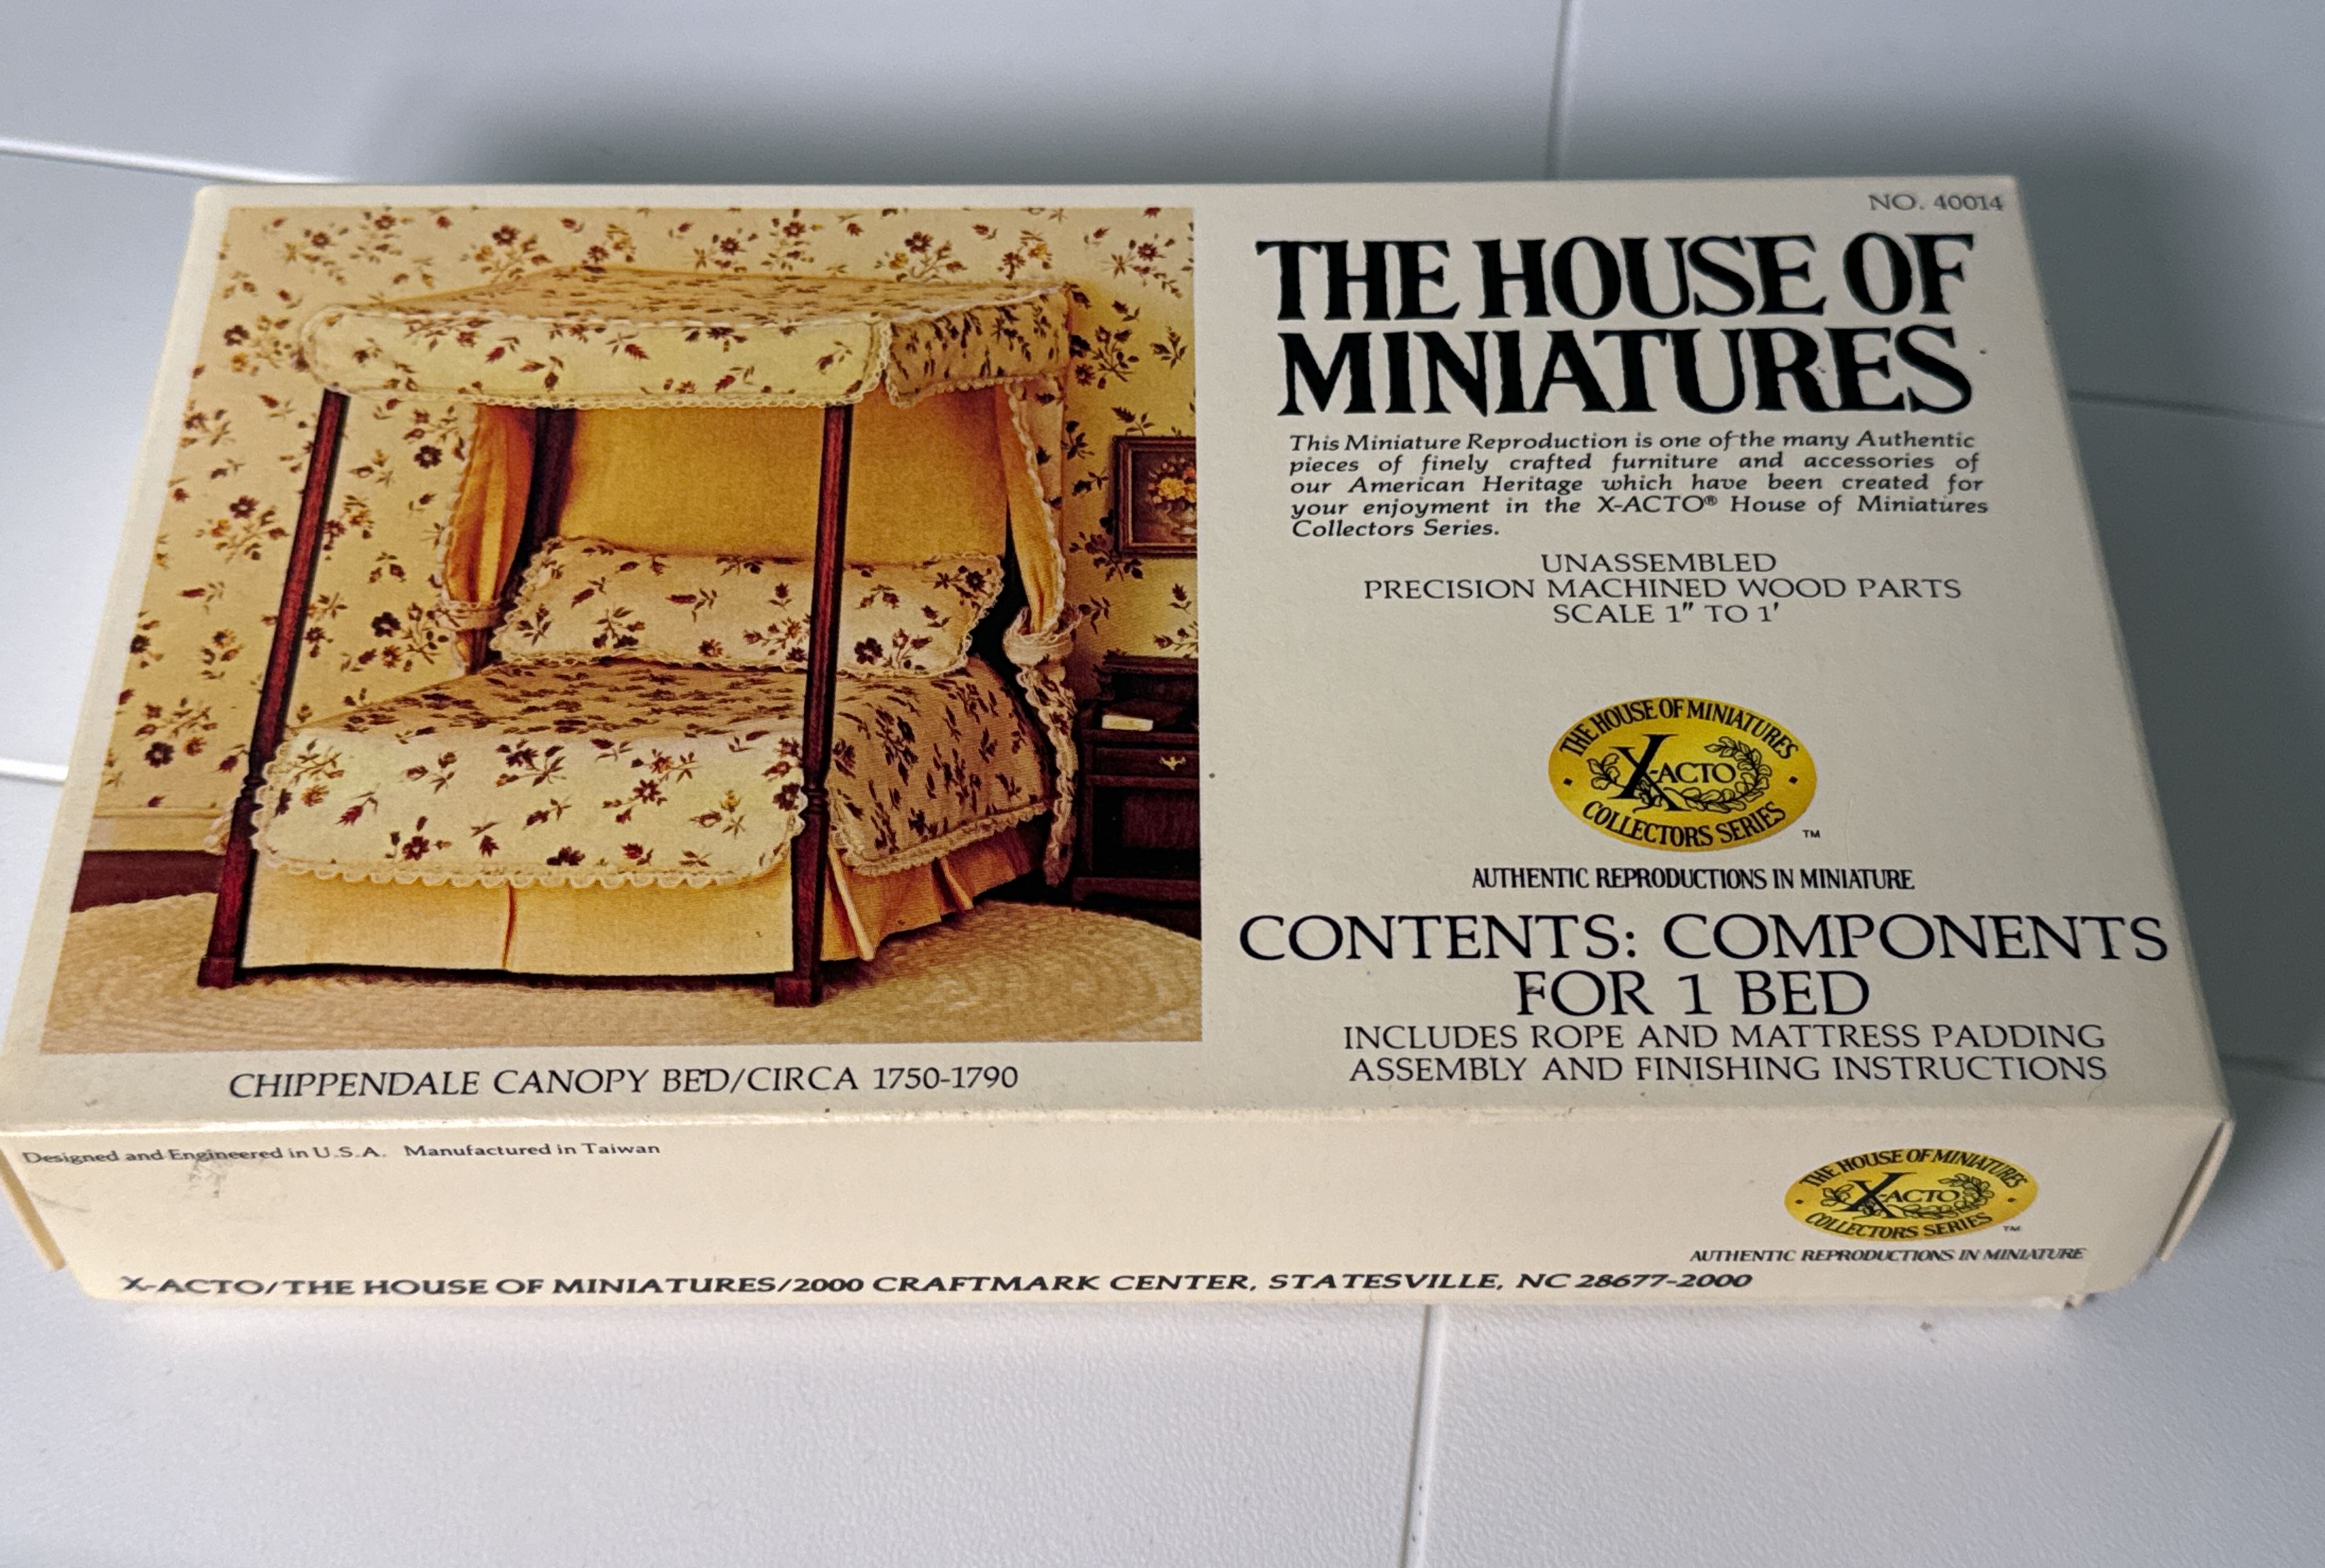 NO. 40014
THE HOUSE OF
MINIATURES
This Miniature Reproduction is one of the many Authentic
pieces of finely crafted furniture and accessories of
our American Heritage which have been created for
your enjoyment in the X-ACTO® House of Miniatures
Collectors Series.
UNASSEMBLED
PRECISION MACHINED WOOD PARTS
SCALE 1" TO 1'
THE HOUSE OF MINIATURES
X-ACTO
COLLECTORS SERIES
TM
AUTHENTIC REPRODUCTIONS IN MINIATURE
CONTENTS: COMPONENTS
FOR 1 BED
INCLUDES ROPE AND MATTRESS PADDING
ASSEMBLY AND FINISHING INSTRUCTIONS
CHIPPENDALE CANOPY BED/CIRCA 1750-1790
Designed and Engineered in U.S.A. Manufactured in Taiwan
THE HOUSE OF MINIATURES
X-ACTO
COLLECTORS SERIES
TM
AUTHENTIC REPRODUCTIONS IN MINIATURE
X-ACTO/THE HOUSE OF MINIATURES/2000 CRAFTMARK CENTER, STATESVILLE, NC 28677-2000